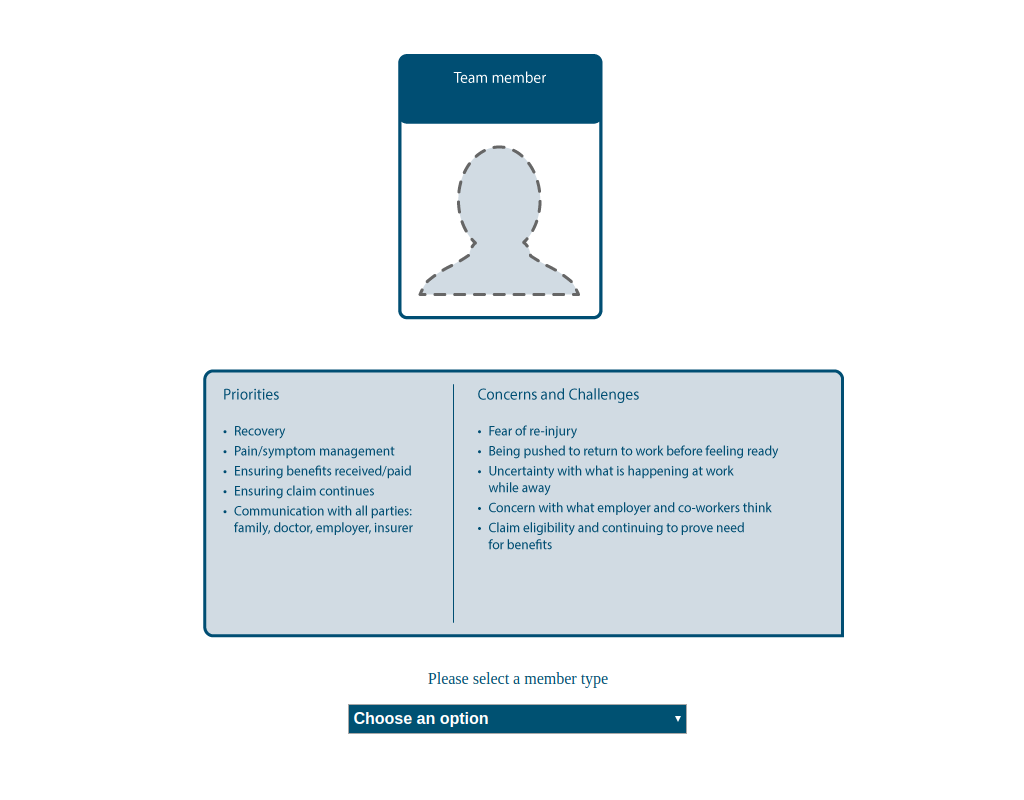 Team member
Priorities
• Recovery
• Pain/symptom management
• Ensuring benefits received/paid
• Ensuring claim continues
• Communication with all parties:
family, doctor, employer, insurer
Concerns and Challenges
• Fear of re-injury
• Being pushed to return to work before feeling ready
• Uncertainty with what is happening at work
while away
• Concern with what employer and co-workers think
• Claim eligibility and continuing to prove need
for benefits
Please select a member type
Choose an option